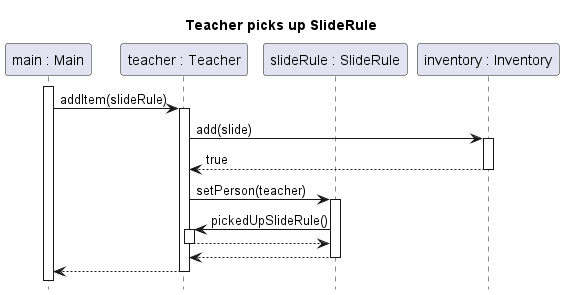 Teacher picks up SlideRule
main : Main
teacher : Teacher
slideRule : SlideRule
inventory : Inventory
addItem(slideRule)
add(slide)
true
setPerson(teacher)
pickedUpSlideRule()